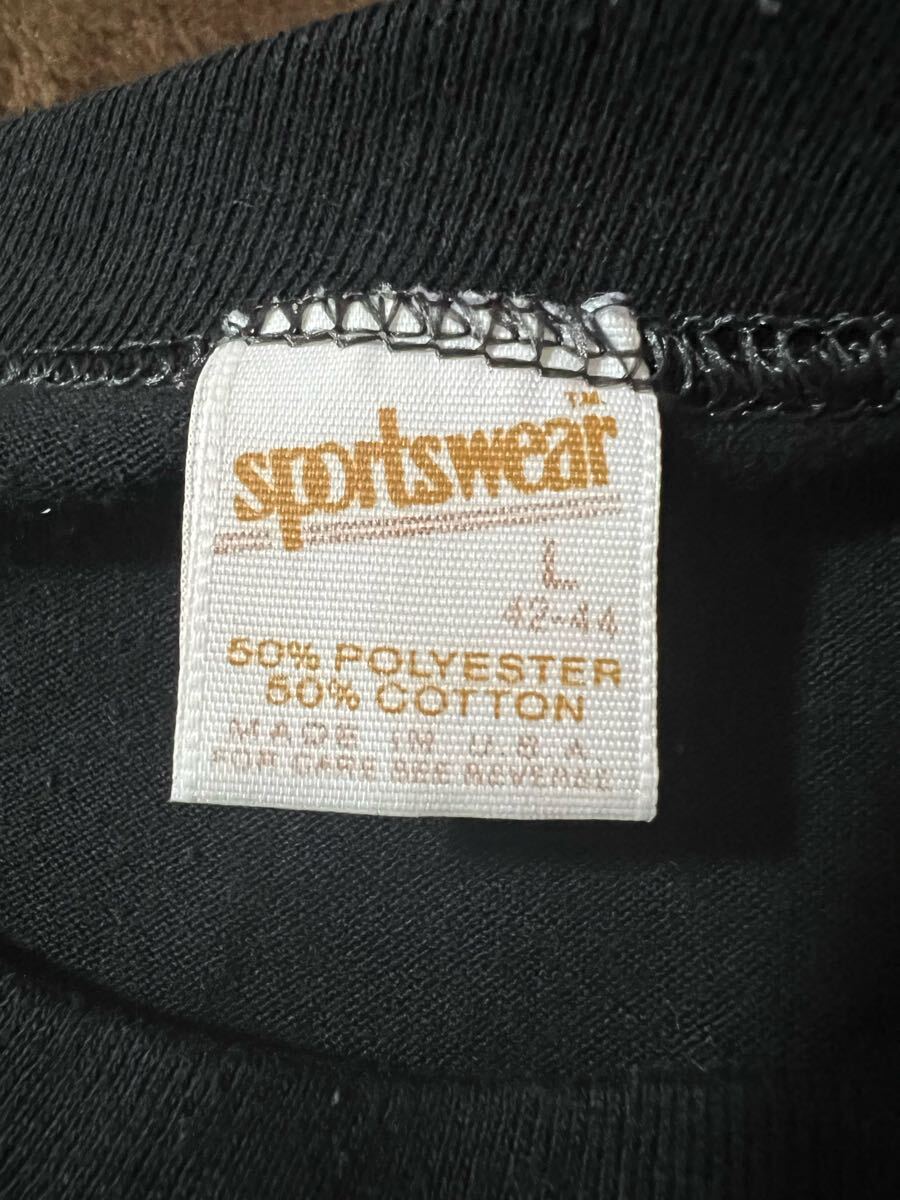 sportswear™
L
42-44
50% POLYESTER
50% COTTON
MADE IN U.S.A
FOR CARE SEE REVERSE